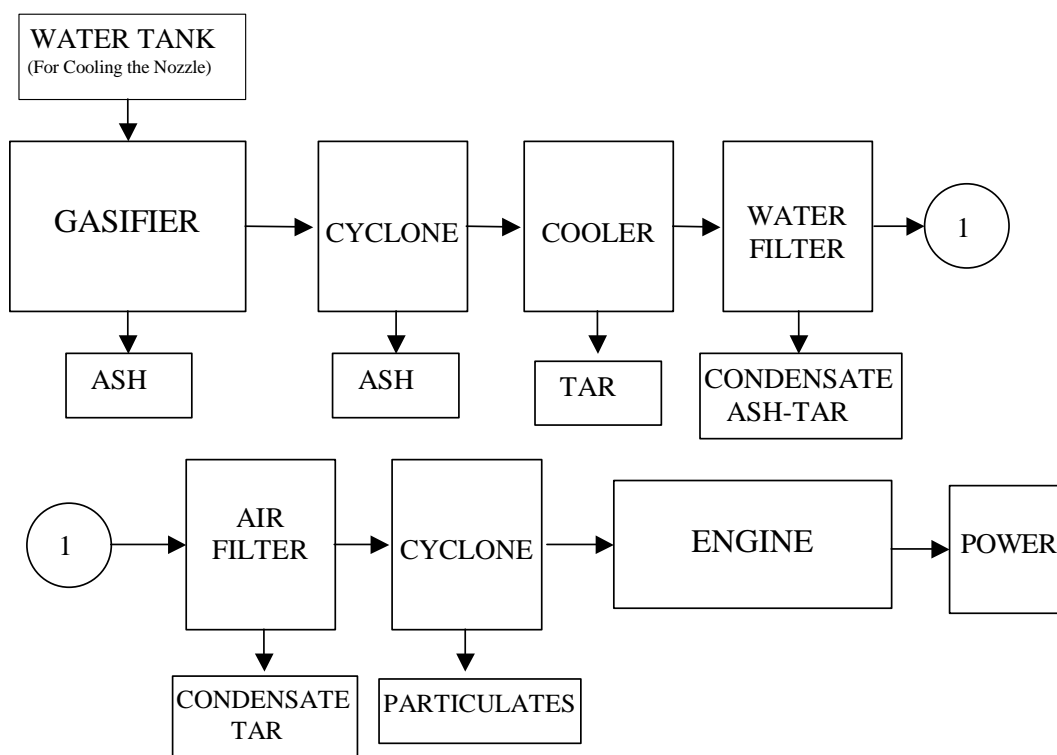 WATER TANK
(For Cooling the Nozzle)
GASIFIER
CYCLONE
COOLER
WATER
FILTER
1
ASH
ASH
TAR
CONDENSATE
ASH-TAR
1
AIR
FILTER
CYCLONE
ENGINE
POWER
CONDENSATE
TAR
PARTICULATES